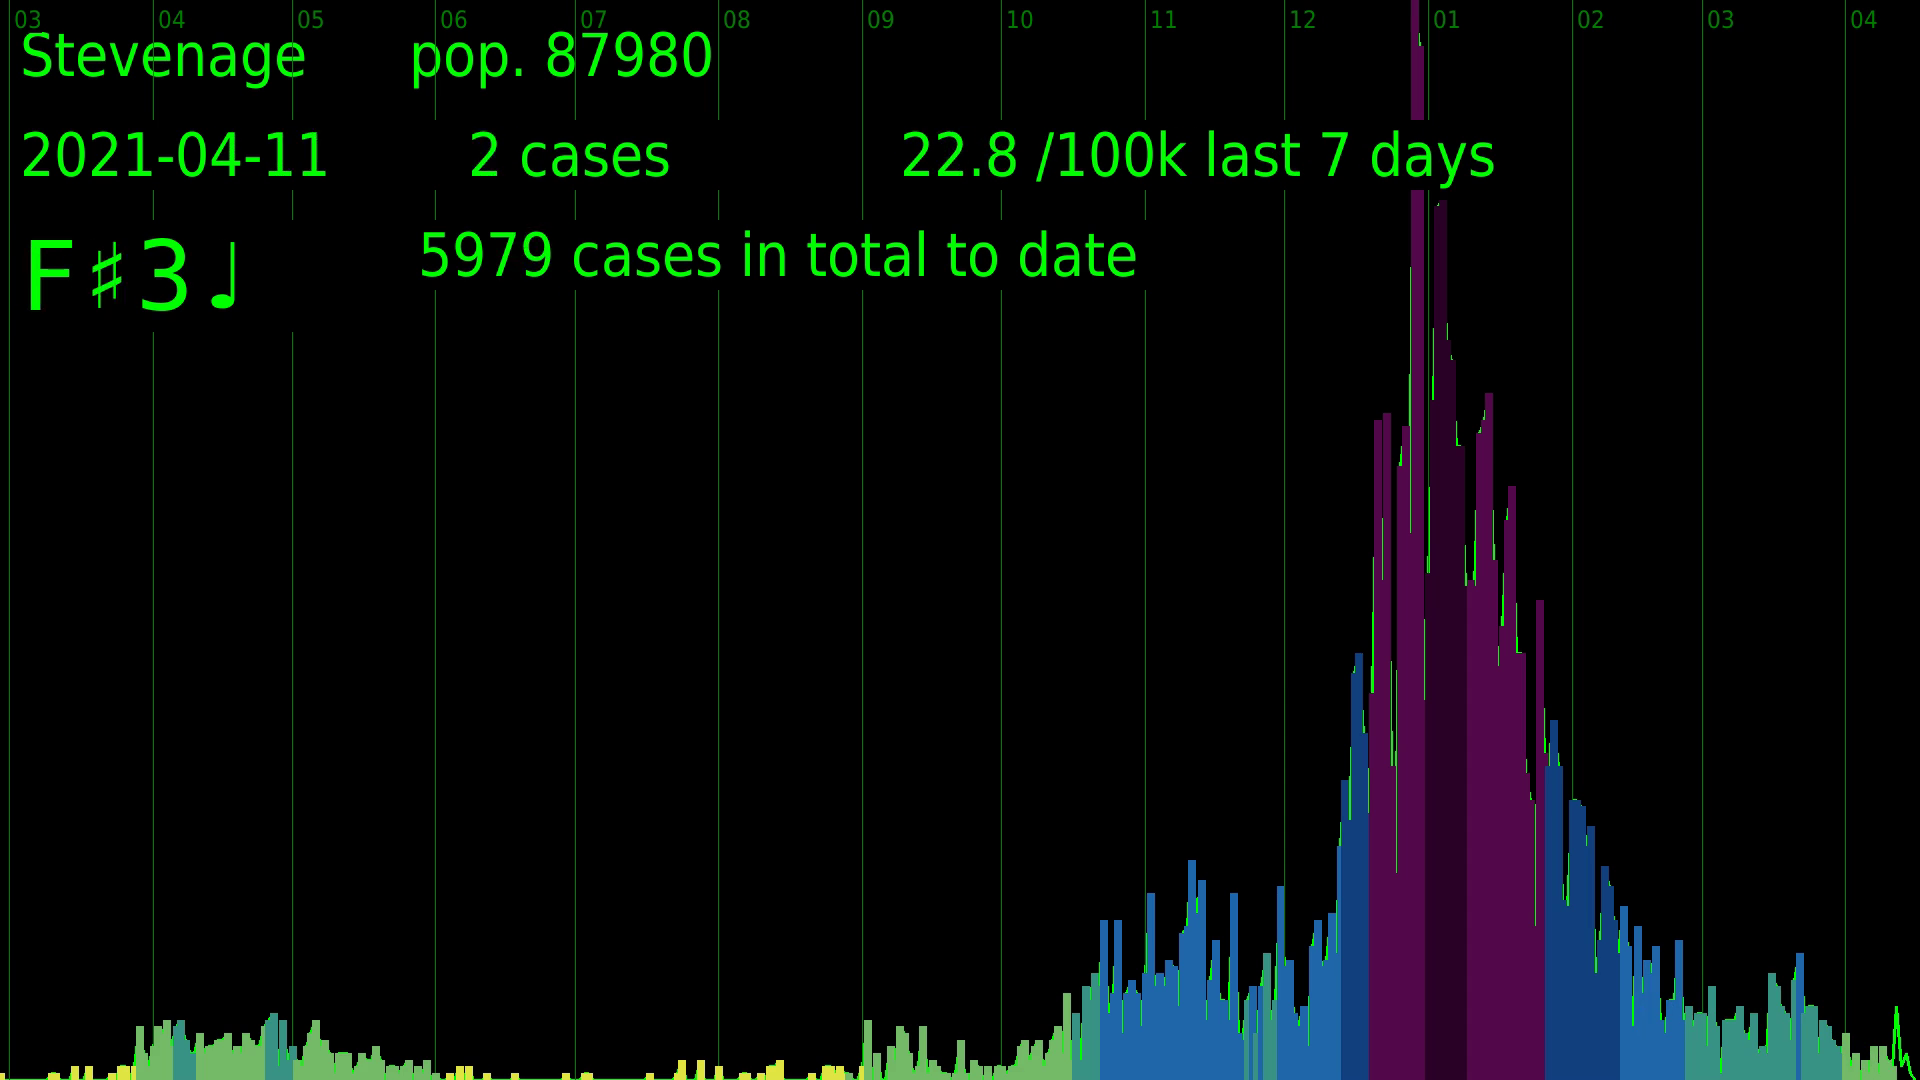 03 04 05 06 07 08 09 10 11 12 01 02 03 04
Stevenage pop. 87980
2021-04-11 2 cases 22.8 /100k last 7 days
F♯3♩ 5979 cases in total to date